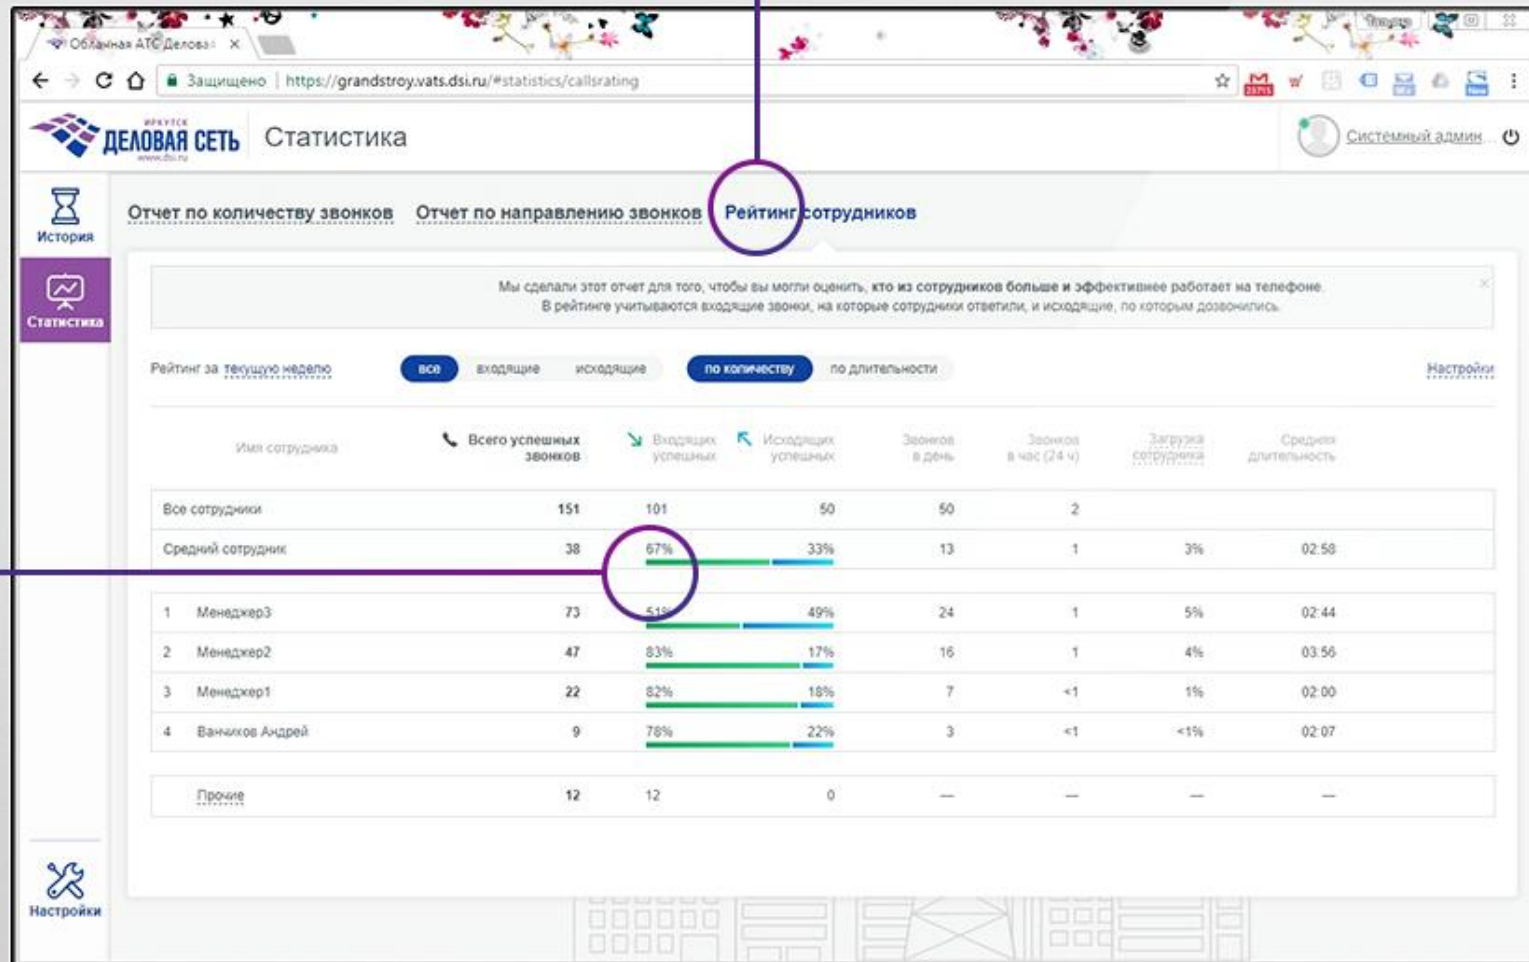 Облачная АТС Делова
Защищено | https://grandstroy.vats.dsi.ru/#statistics/callsrating
ИРКУТСК
ДЕЛОВАЯ СЕТЬ
www.dsi.ru
Статистика
Системный админ...
История
Статистика
Отчет по количеству звонков Отчет по направлению звонков Рейтинг сотрудников
Мы сделали этот отчет для того, чтобы вы могли оценить, кто из сотрудников больше и эффективнее работает на телефоне.
В рейтинге учитываются входящие звонки, на которые сотрудники ответили, и исходящие, по которым дозвонились.
Рейтинг за текущую неделю все входящие исходящие по количеству по длительности Настройки
Имя сотрудника Всего успешных звонков Входящих успешных Исходящих успешных Звонков в день Звонков в час (24 ч) Загрузка сотрудника Средняя длительность
Все сотрудники 151 101 50 50 2
Средний сотрудник 38 67% 33% 13 1 3% 02:58
1 Менеджер3 73 51% 49% 24 1 5% 02:44
2 Менеджер2 47 83% 17% 16 1 4% 03:56
3 Менеджер1 22 82% 18% 7 <1 1% 02:00
4 Ванчиков Андрей 9 78% 22% 3 <1 <1% 02:07
Прочие 12 12 0 — — — —
Настройки